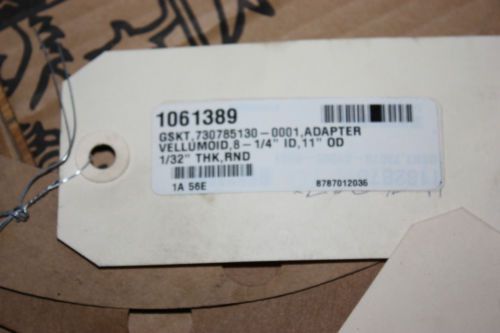 1061389
GSKT,730785130-0001,ADAPTER
VELLUMOID,8-1/4" ID,11" OD
1/32" THK,RND
1A 56E 8787012036